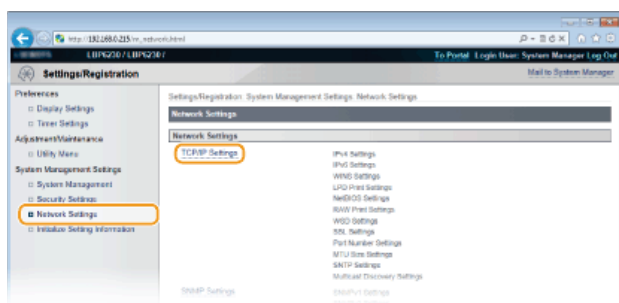 http://192.168.0.215/m_network.html
LBP6230 / LBP6230 /
To Portal Login User: System Manager Log Out
Settings/Registration
Mail to System Manager
Preferences
Display Settings
Timer Settings
Adjustment/Maintenance
Utility Menu
System Management Settings
System Management
Security Settings
Network Settings
Initialize Setting Information
Settings/Registration: System Management Settings: Network Settings
Network Settings
Network Settings
TCP/IP Settings
IPv4 Settings
IPv6 Settings
WINS Settings
LPD Print Settings
NetBIOS Settings
RAW Print Settings
WSD Settings
SSL Settings
Port Number Settings
MTU Size Settings
SNTP Settings
Multicast Discovery Settings
SNMP Settings
SNMPv1 Settings